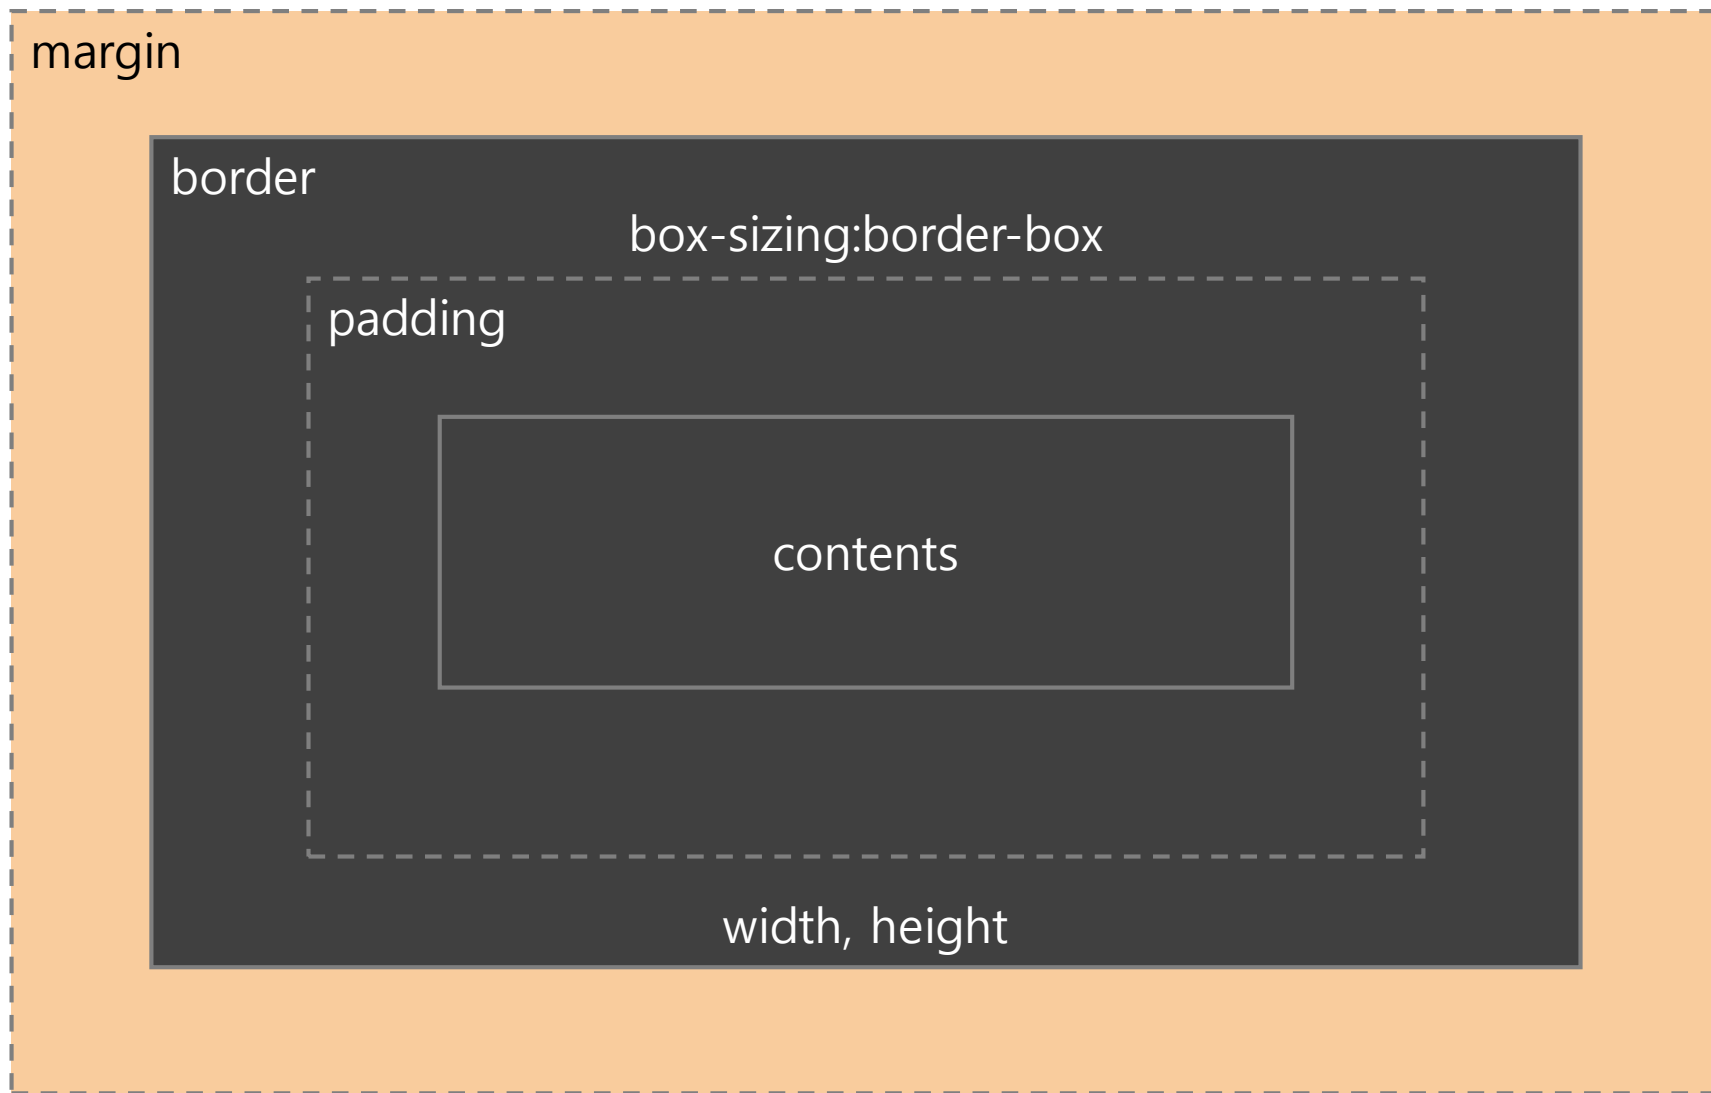 margin
border
box-sizing:border-box
padding
contents
width, height